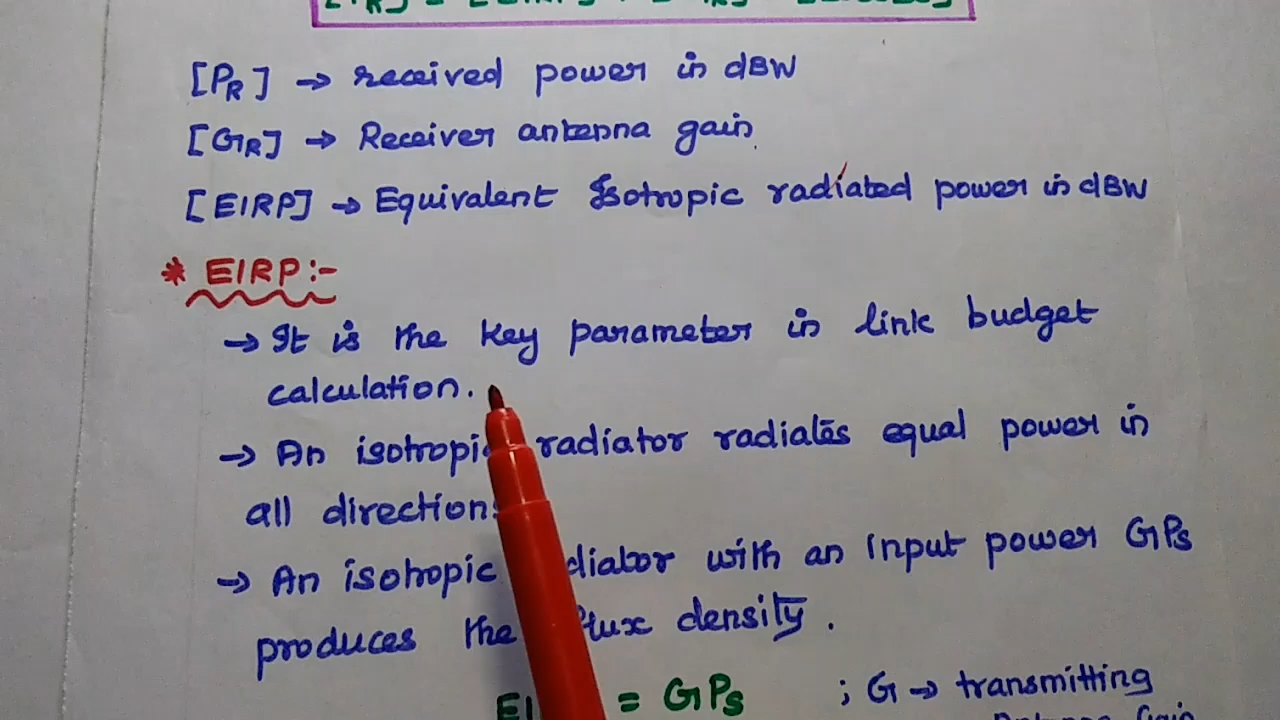 [PR] → received power in dBW
[GR] → Receiver antenna gain
[EIRP] → Equivalent Isotropic radiated power in dBW
* EIRP:-
→ It is the key parameter in link budget
calculation.
→ An isotropic radiator radiates equal power in
all directions
→ An isotropic with an input power GPs
produces the flux density.
= GPs ; G → transmitting